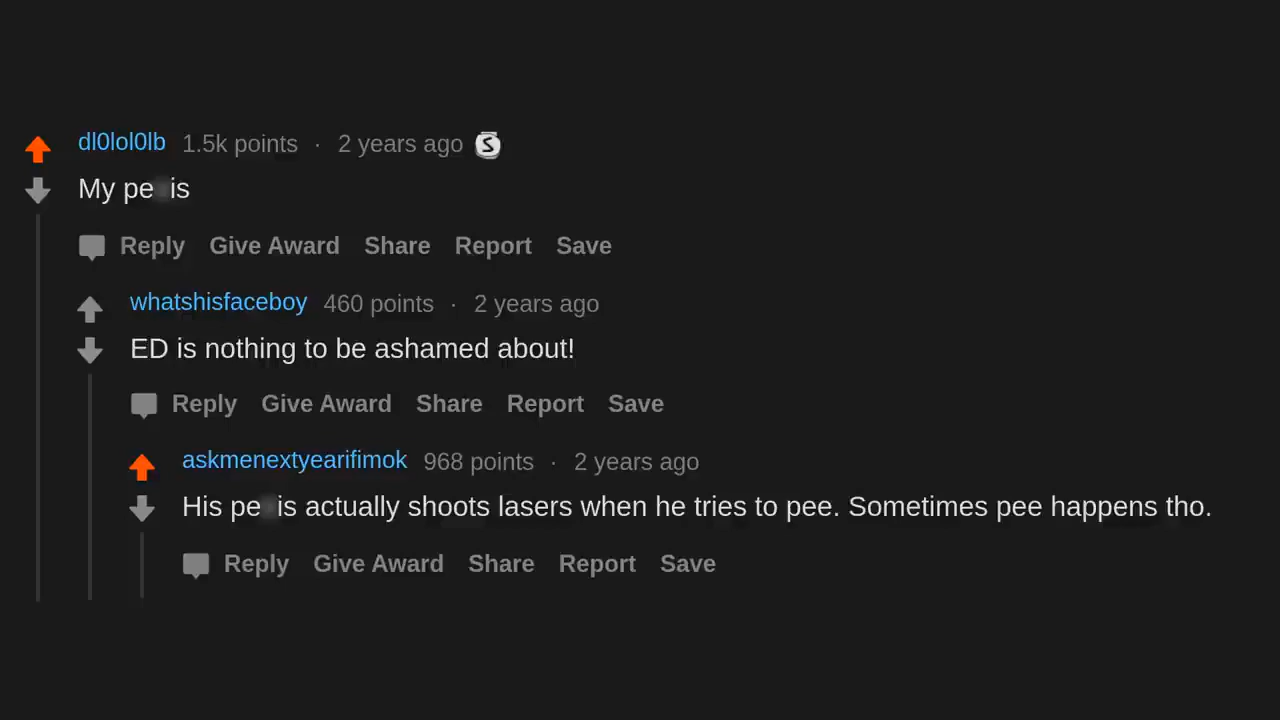 dl0lol0lb 1.5k points · 2 years ago S
My pe is
Reply Give Award Share Report Save
whatshisfaceboy 460 points · 2 years ago
ED is nothing to be ashamed about!
Reply Give Award Share Report Save
askmenextyearifimok 968 points · 2 years ago
His pe is actually shoots lasers when he tries to pee. Sometimes pee happens tho.
Reply Give Award Share Report Save